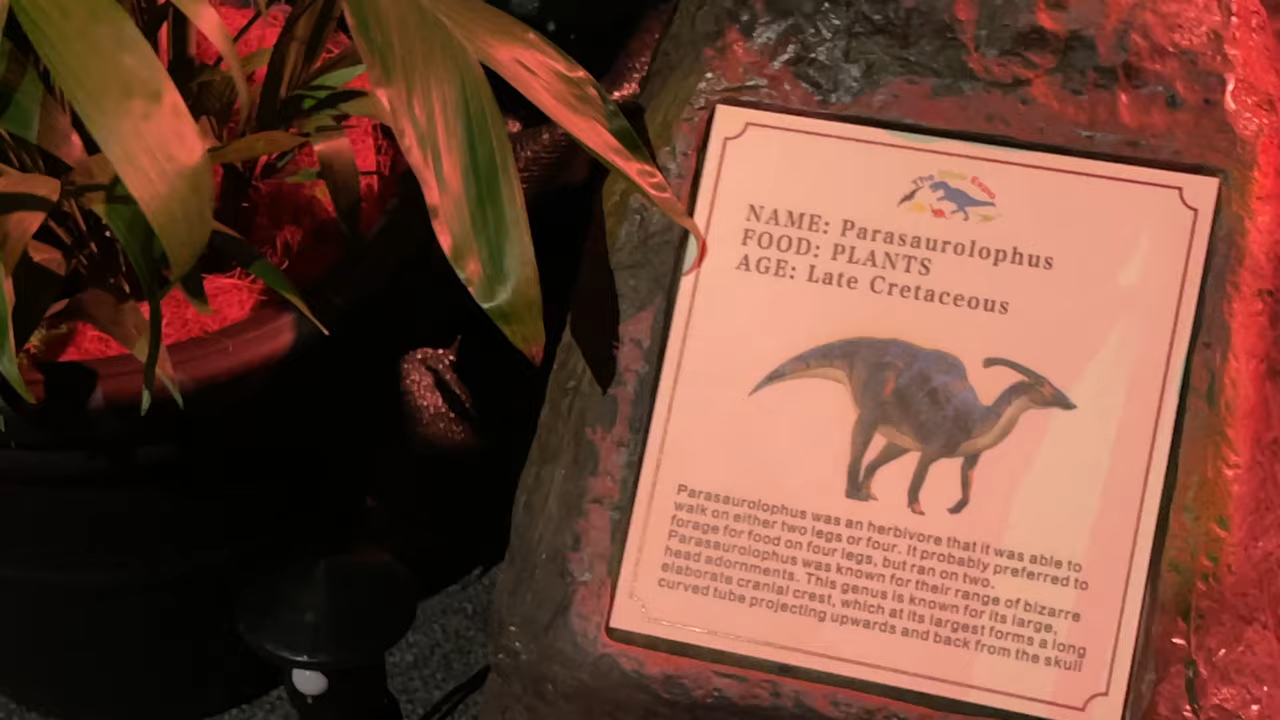 The Dino Expo
NAME: Parasaurolophus
FOOD: PLANTS
AGE: Late Cretaceous
Parasaurolophus was an herbivore that it was able to
walk on either two legs or four. It probably preferred to
forage for food on four legs, but ran on two.
Parasaurolophus was known for their range of bizarre
head adornments. This genus is known for its large,
elaborate cranial crest, which at its largest forms a long
curved tube projecting upwards and back from the skull